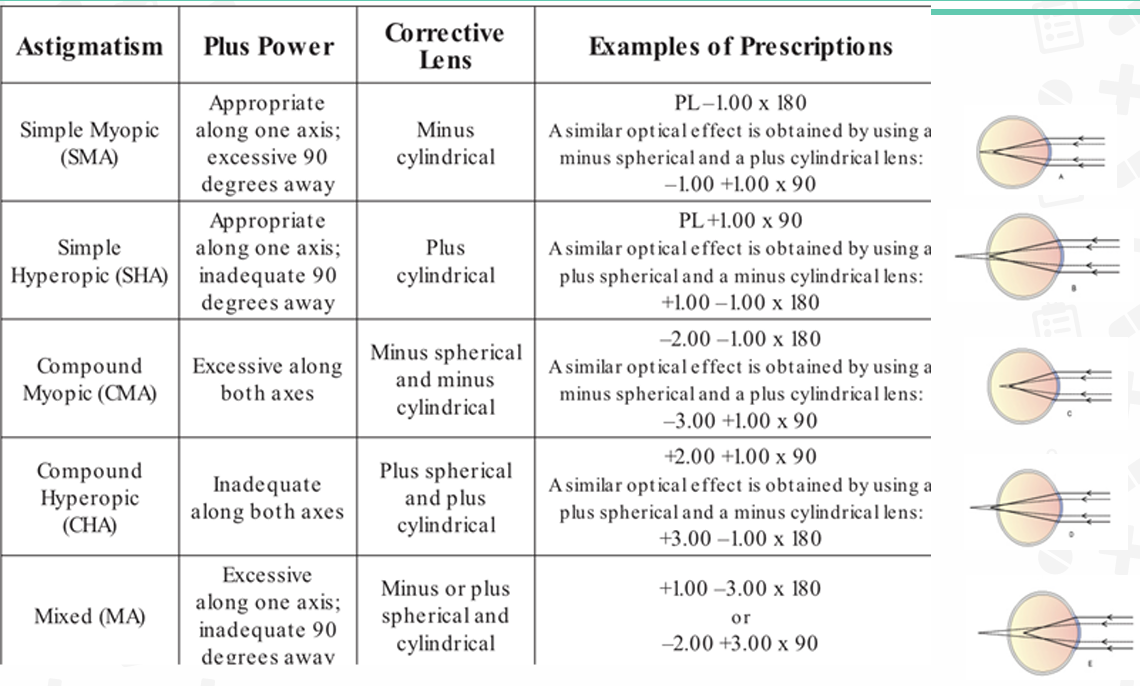 Astigmatism
Plus Power
Corrective
Lens
Examples of Prescriptions
Simple Myopic
(SMA)
Appropriate
along one axis;
excessive 90
degrees away
Minus
cylindrical
PL–1.00 x 180
A similar optical effect is obtained by using a
minus spherical and a plus cylindrical lens:
–1.00 +1.00 x 90
A
Simple
Hyperopic (SHA)
Appropriate
along one axis;
inadequate 90
degrees away
Plus
cylindrical
PL+1.00 x 90
A similar optical effect is obtained by using a
plus spherical and a minus cylindrical lens:
+1.00 –1.00 x 180
B
Compound
Myopic (CMA)
Excessive along
both axes
Minus spherical
and minus
cylindrical
–2.00 –1.00 x 180
A similar optical effect is obtained by using a
minus spherical and a plus cylindrical lens:
–3.00 +1.00 x 90
C
Compound
Hyperopic
(CHA)
Inadequate
along both axes
Plus spherical
and plus
cylindrical
+2.00 +1.00 x 90
A similar optical effect is obtained by using a
plus spherical and a minus cylindrical lens:
+3.00 –1.00 x 180
D
Mixed (MA)
Excessive
along one axis;
inadequate 90
degrees away
Minus or plus
spherical and
cylindrical
+1.00 –3.00 x 180
or
–2.00 +3.00 x 90
E